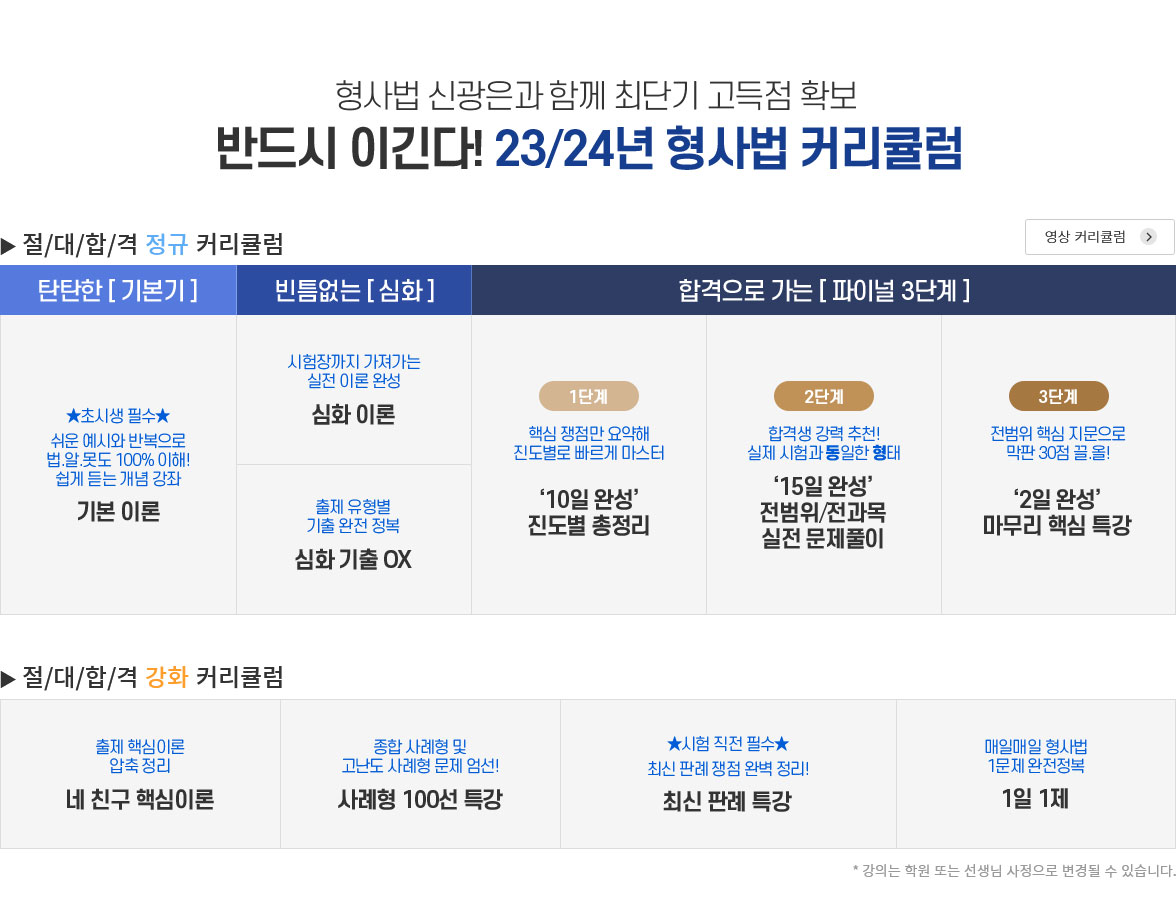 형사법 신광은과 함께 최단기 고득점 확보
반드시 이긴다! 23/24년 형사법 커리큘럼
▶ 절/대/합/격 정규 커리큘럼
영상 커리큘럼
탄탄한 [ 기본기 ]
빈틈없는 [ 심화 ]
합격으로 가는 [ 파이널 3단계 ]
★초시생 필수★
쉬운 예시와 반복으로
법.알.못도 100% 이해!
쉽게 듣는 개념 강좌
기본 이론
시험장까지 가져가는
실전 이론 완성
심화 이론
출제 유형별
기출 완전 정복
심화 기출 OX
1단계
핵심 쟁점만 요약해
진도별로 빠르게 마스터
‘10일 완성’
진도별 총정리
2단계
합격생 강력 추천!
실제 시험과 동일한 형태
‘15일 완성’
전범위/전과목
실전 문제풀이
3단계
전범위 핵심 지문으로
막판 30점 끌.올!
‘2일 완성’
마무리 핵심 특강
▶ 절/대/합/격 강화 커리큘럼
출제 핵심이론
압축 정리
네 친구 핵심이론
종합 사례형 및
고난도 사례형 문제 엄선!
사례형 100선 특강
★시험 직전 필수★
최신 판례 쟁점 완벽 정리!
최신 판례 특강
매일매일 형사법
1문제 완전정복
1일 1제
* 강의는 학원 또는 선생님 사정으로 변경될 수 있습니다.